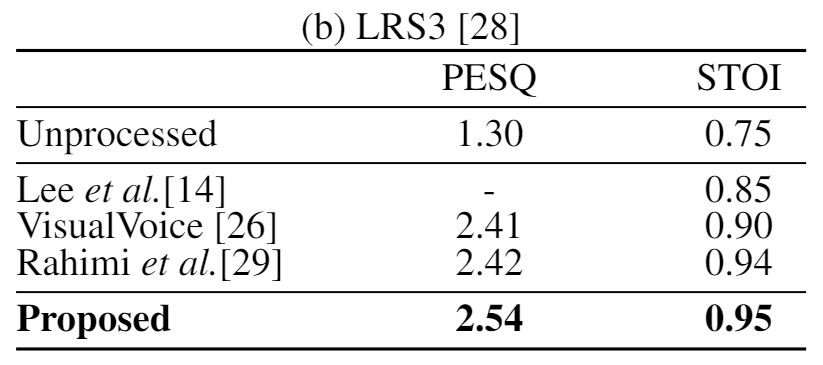 (b) LRS3 [28]
PESQ STOI
Unprocessed 1.30 0.75
Lee et al.[14] - 0.85
VisualVoice [26] 2.41 0.90
Rahimi et al.[29] 2.42 0.94
Proposed 2.54 0.95